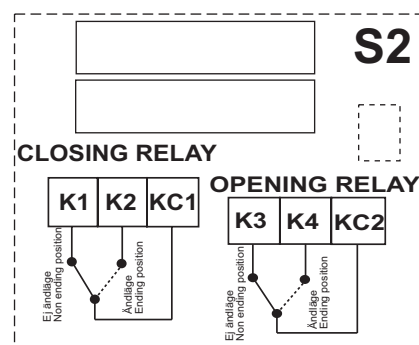 S2
CLOSING RELAY
K1 K2 KC1
Ej ändläge
Non ending position
Ändläge
Ending position
OPENING RELAY
K3 K4 KC2
Ej ändläge
Non ending position
Ändläge
Ending position